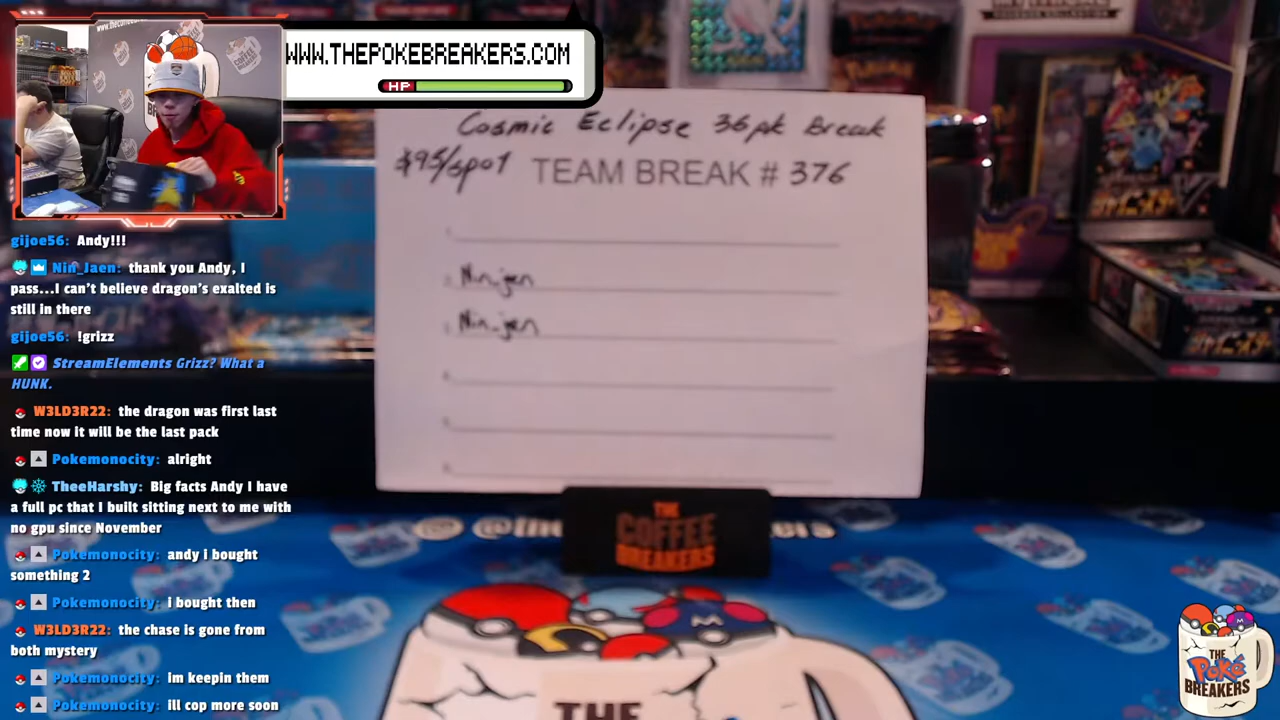 WWW.THEPOKEBREAKERS.COM
HP
Cosmic Eclipse 36pk Break
$95/spot TEAM BREAK # 376
Nin-jen
Nin-jen
gijoe56: Andy!!!
Nin_Jaen: thank you Andy, I
pass...I can't believe dragon's exalted is
still in there
gijoe56: !grizz
StreamElements Grizz? What a
HUNK.
W3LD3R22: the dragon was first last
time now it will be the last pack
Pokemonocity: alright
TheeHarshy: Big facts Andy I have
a full pc that I built sitting next to me with
no gpu since November
Pokemonocity: andy i bought
something 2
Pokemonocity: i bought then
W3LD3R22: the chase is gone from
both mystery
Pokemonocity: im keepin them
Pokemonocity: ill cop more soon
THE
COFFEE
BREAKERS
THE
THE
Poké
BREAKERS